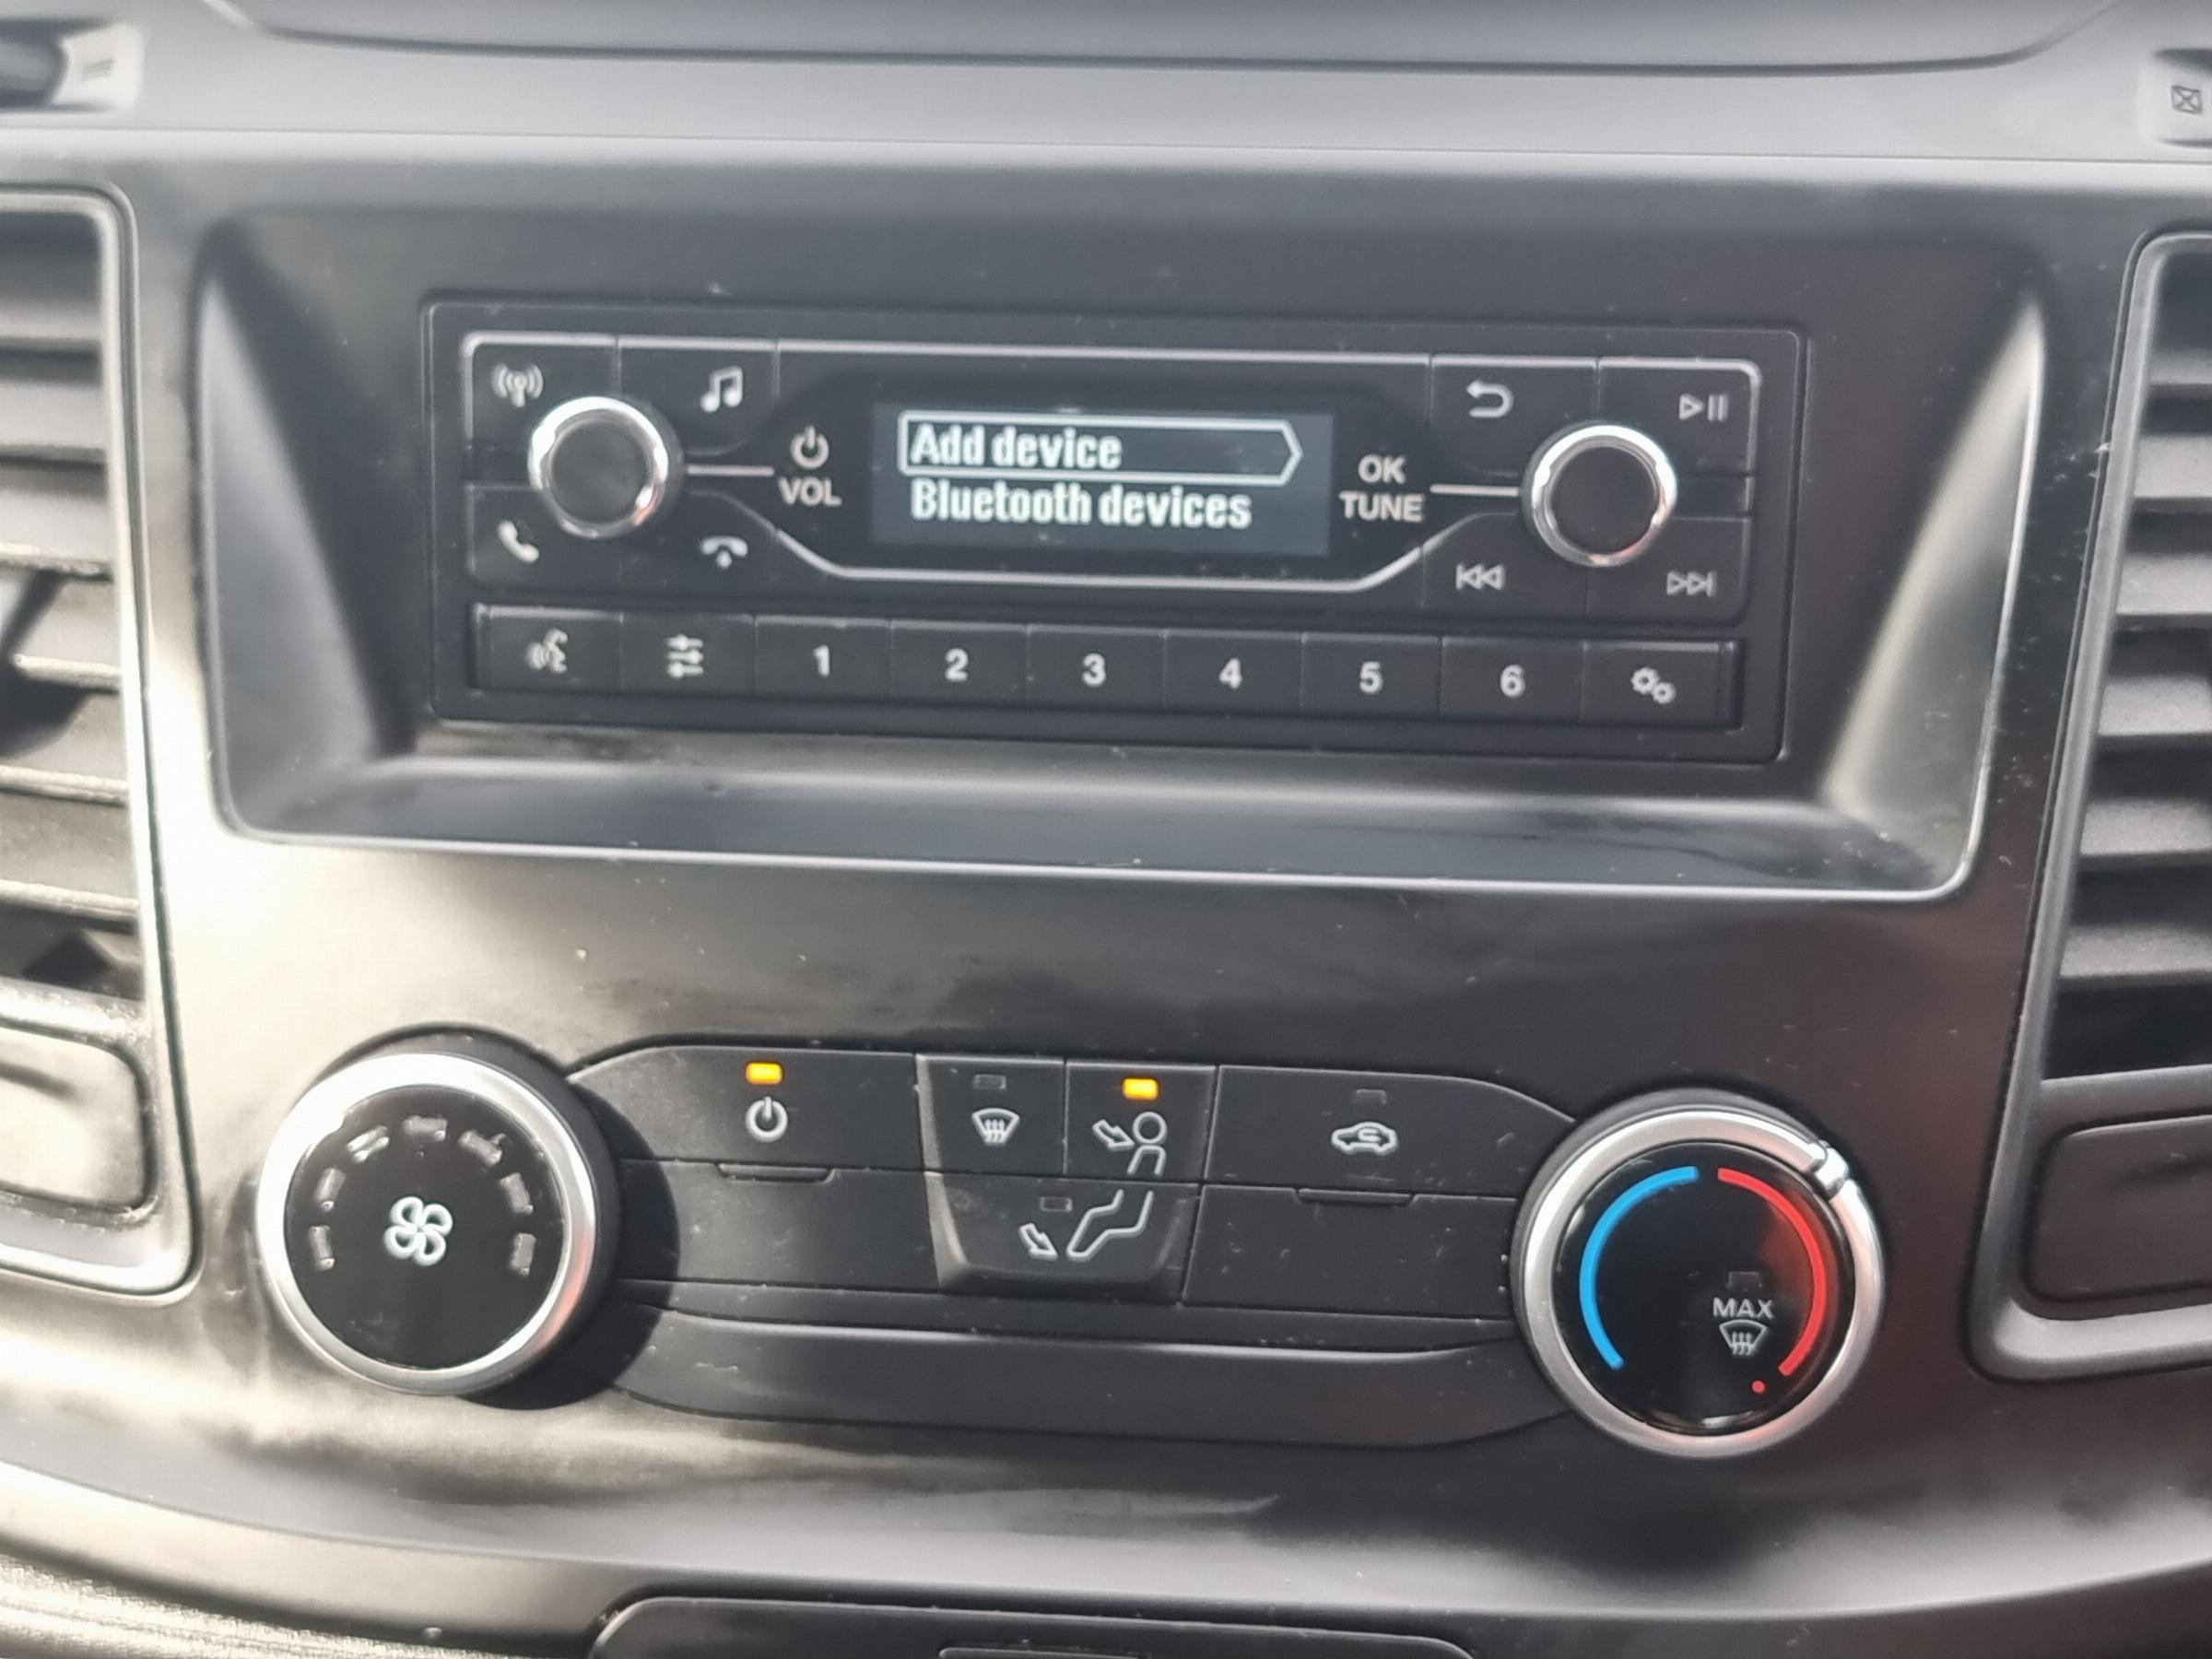 Add device
Bluetooth devices
VOL
OK
TUNE
1 2 3 4 5 6
MAX